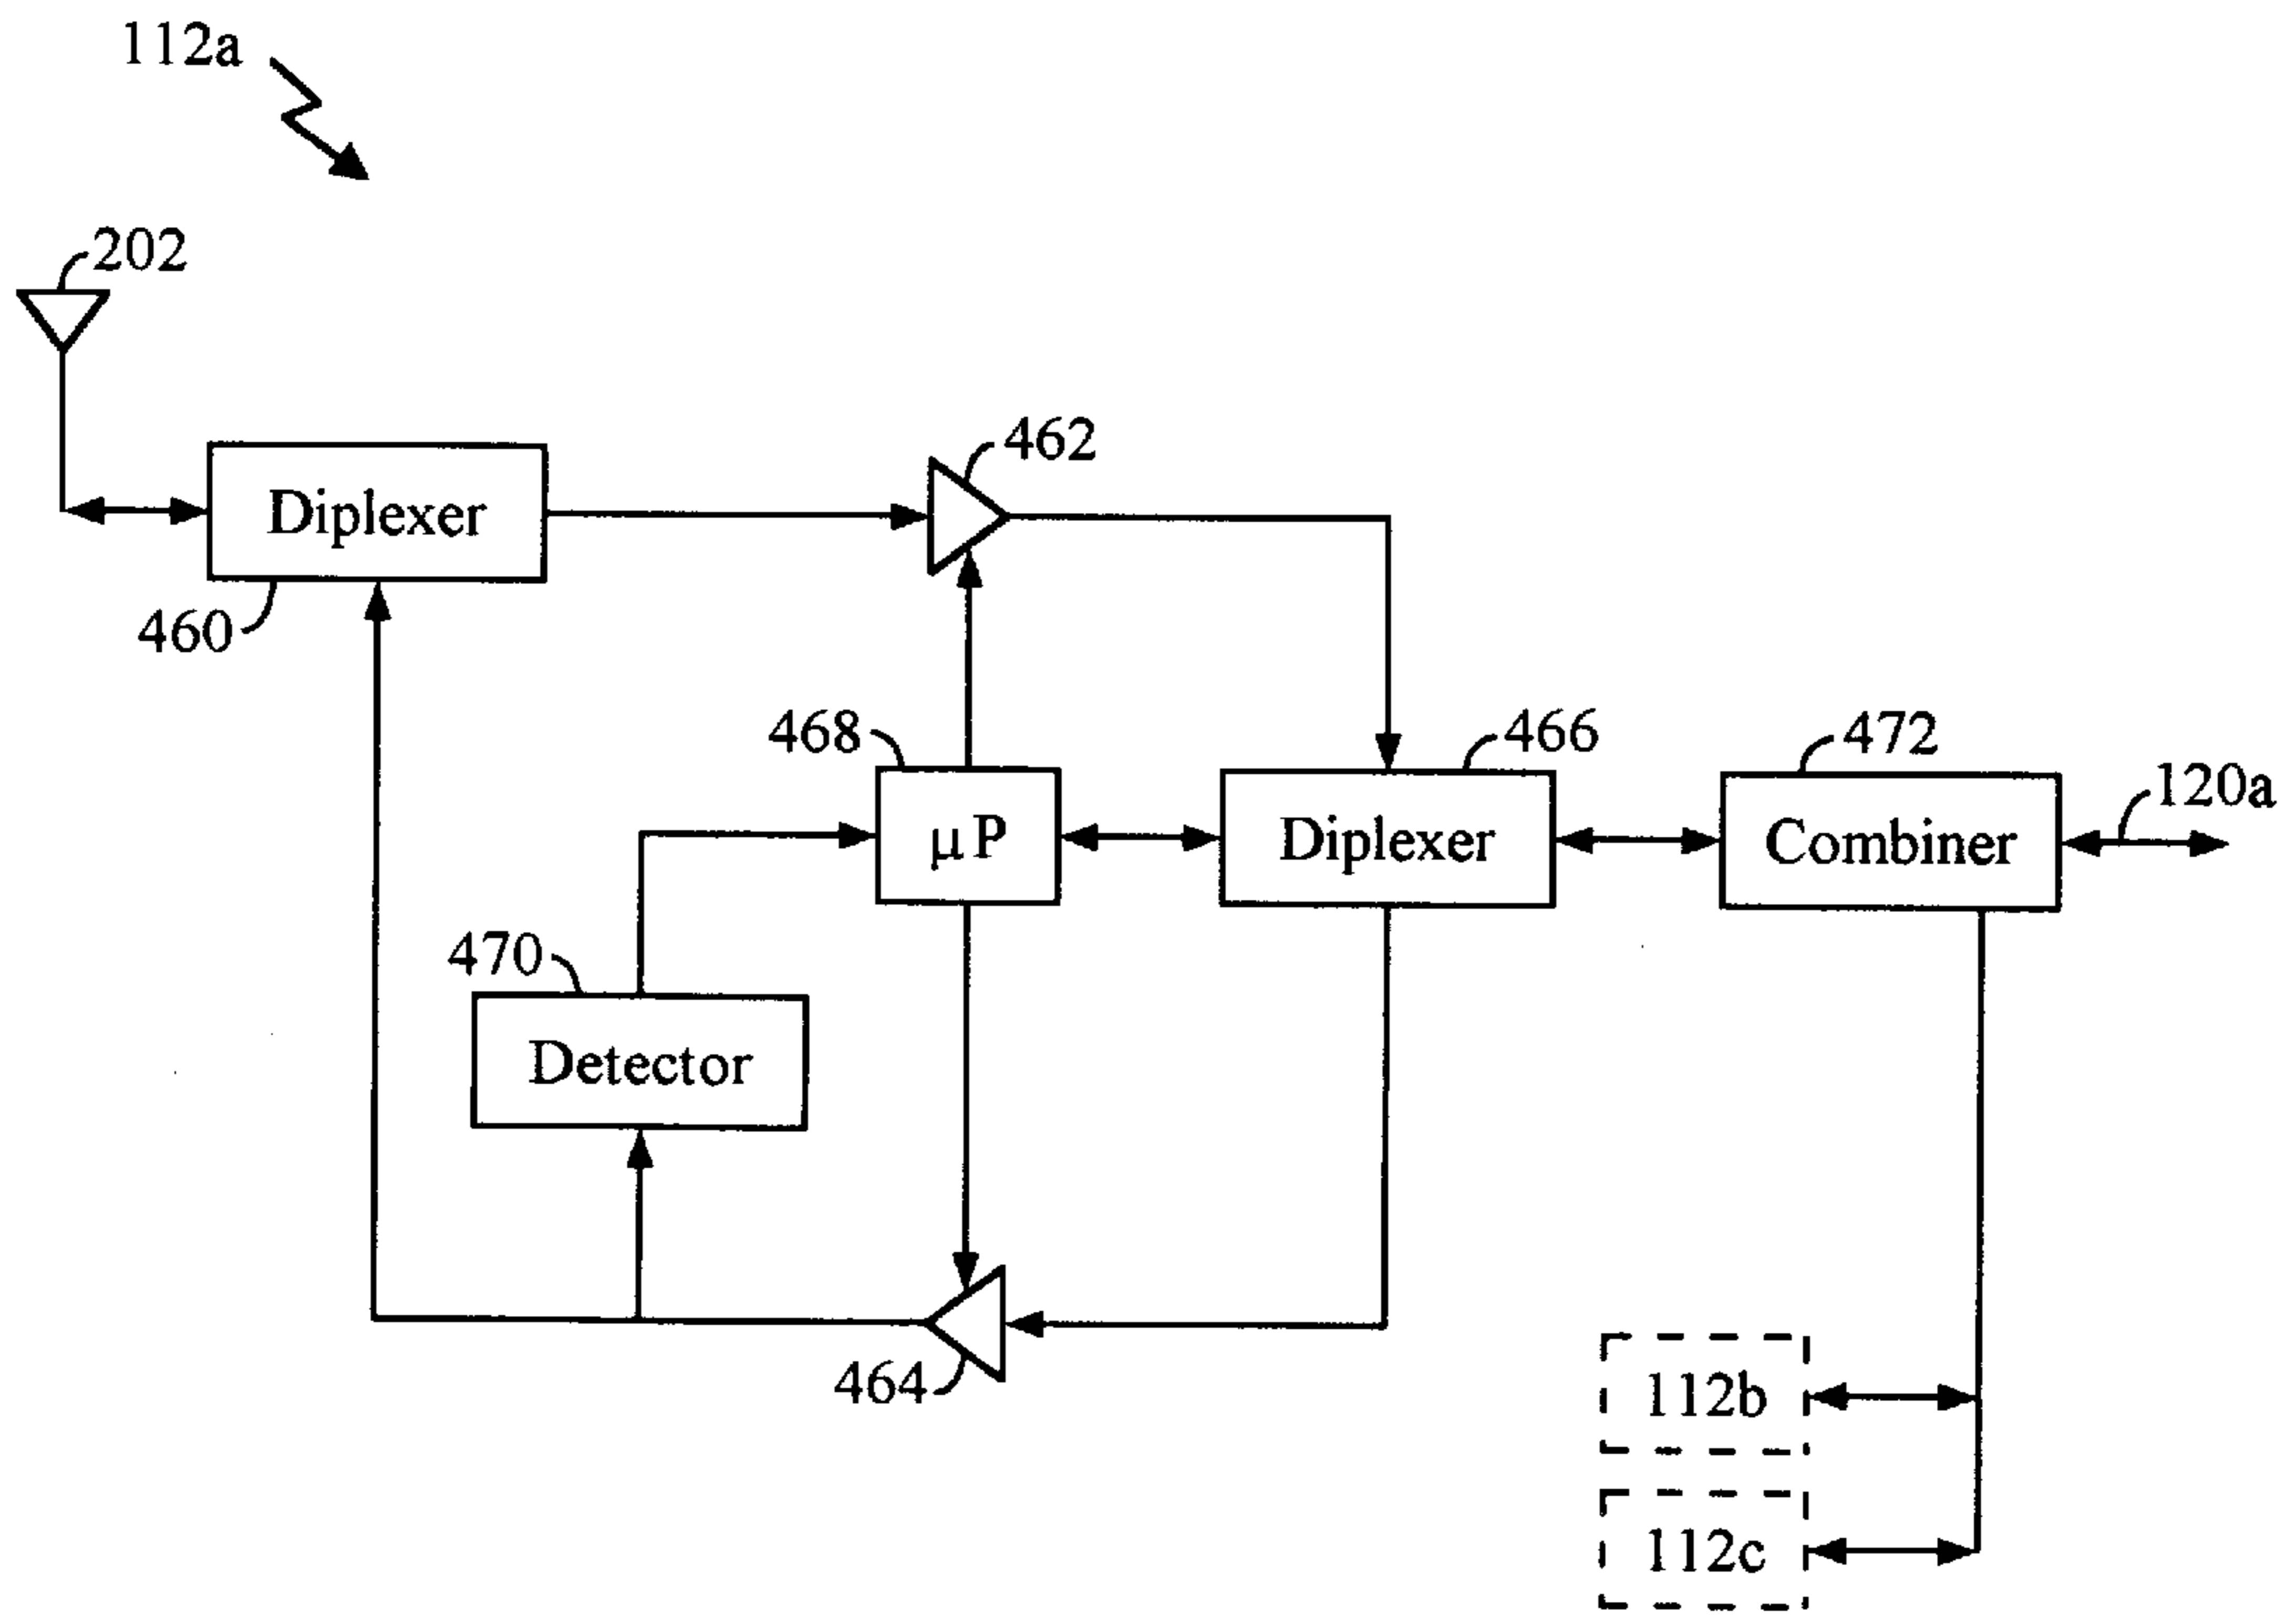 112a
202
462
Diplexer
460
468
466
472
120a
μP
Diplexer
Combiner
470
Detector
464
112b
112c